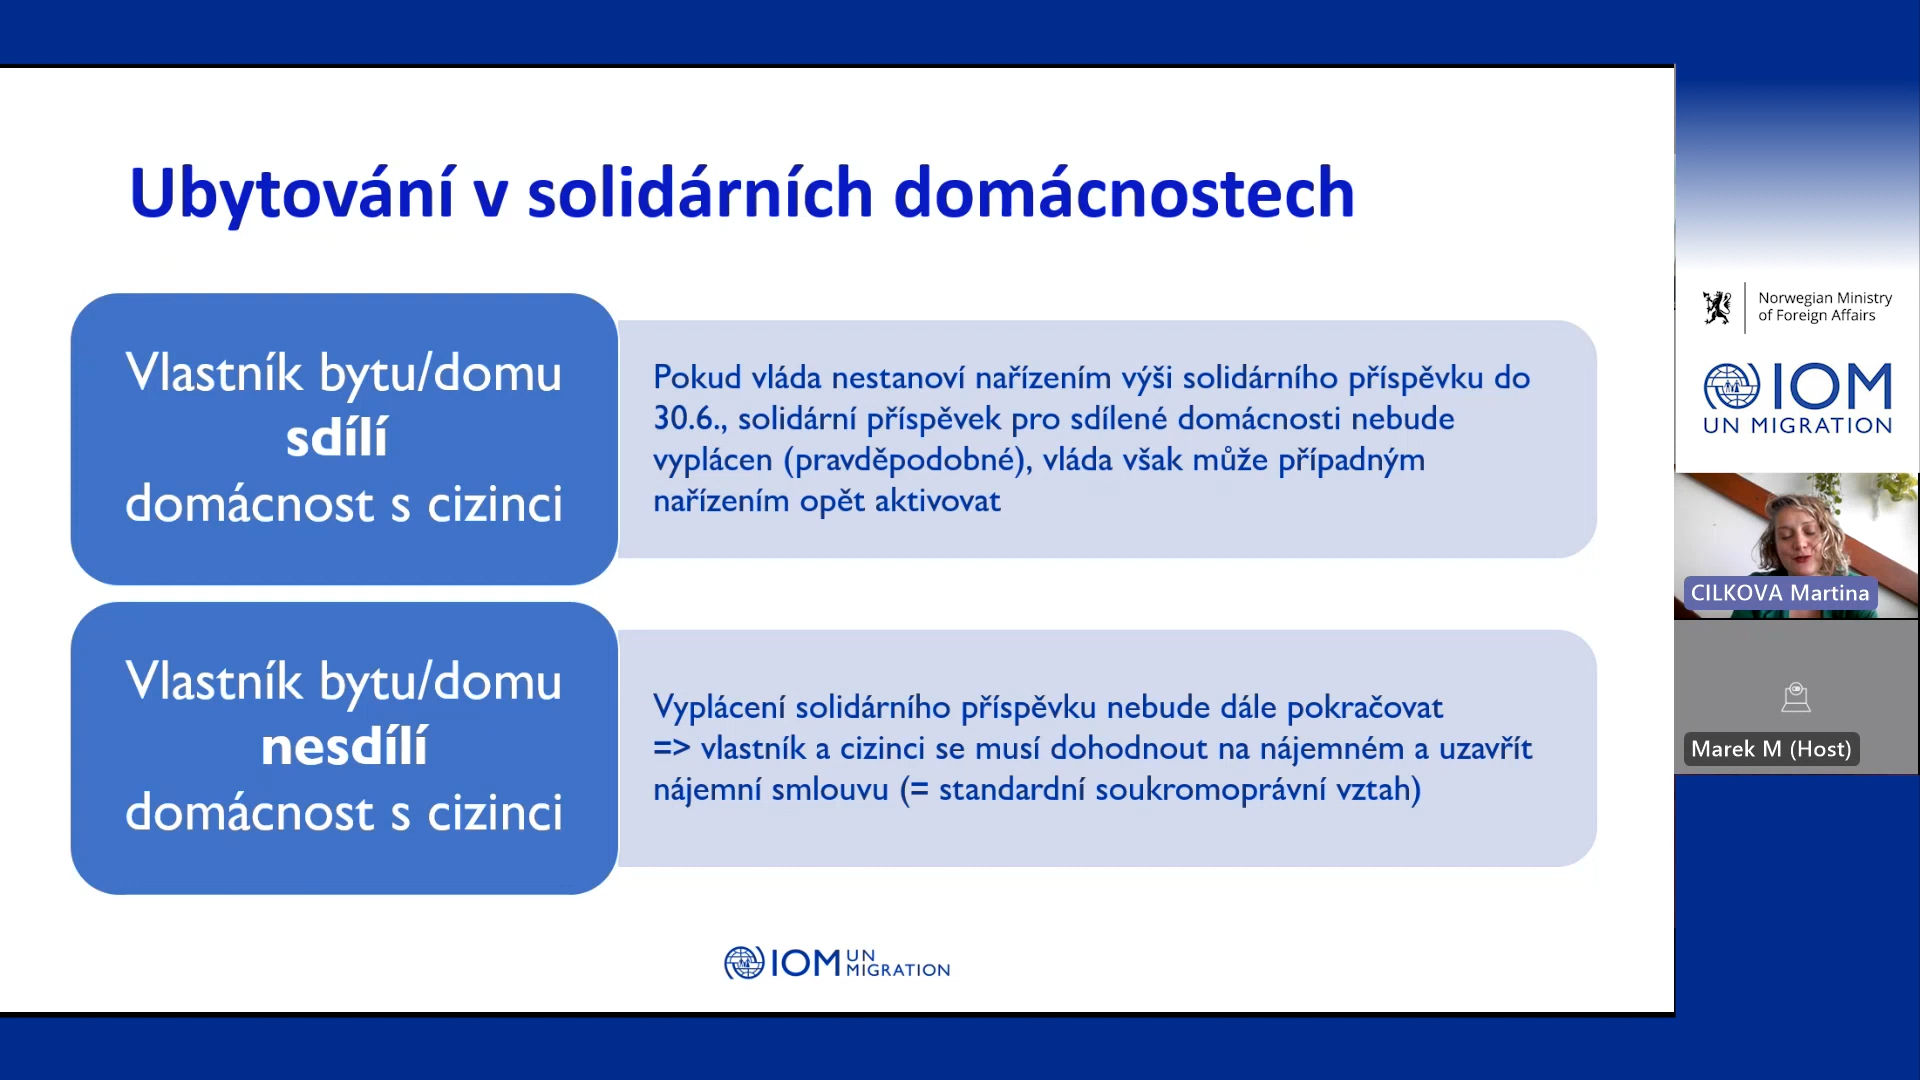 Ubytování v solidárních domácnostech
Vlastník bytu/domu
sdílí
domácnost s cizinci
Pokud vláda nestanoví nařízením výši solidárního příspěvku do
30.6., solidární příspěvek pro sdílené domácnosti nebude
vyplácen (pravděpodobné), vláda však může případným
nařízením opět aktivovat
Vlastník bytu/domu
nesdílí
domácnost s cizinci
Vyplácení solidárního příspěvku nebude dále pokračovat
=> vlastník a cizinci se musí dohodnout na nájemném a uzavřít
nájemní smlouvu (= standardní soukromoprávní vztah)
IOM UN
MIGRATION
Norwegian Ministry
of Foreign Affairs
IOM
UN MIGRATION
CILKOVA Martina
Marek M (Host)